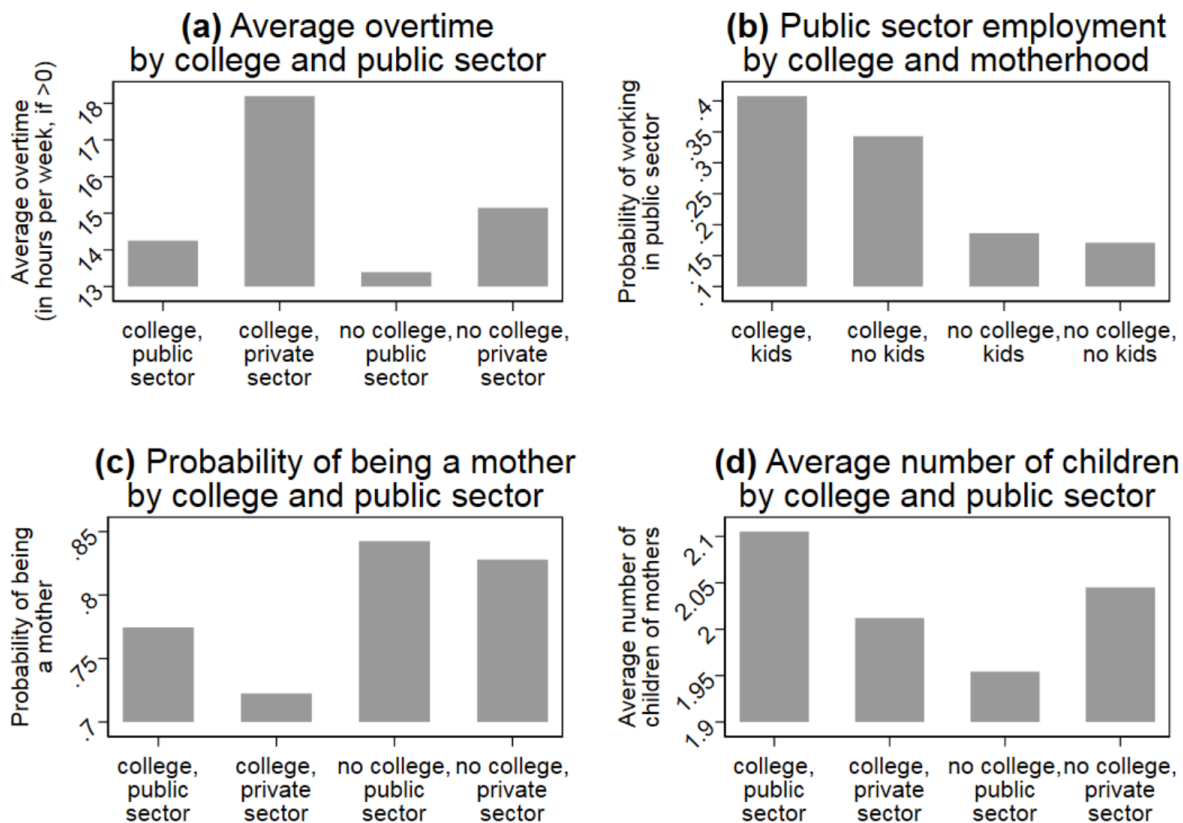 (a) Average overtime
by college and public sector
Average overtime
(in hours per week, if >0)
18
17
16
15
14
13
college,
public
sector
college,
private
sector
no college,
public
sector
no college,
private
sector
(b) Public sector employment
by college and motherhood
Probability of working
in public sector
.4
.35
.3
.25
.2
.15
.1
college,
kids
college,
no kids
no college,
kids
no college,
no kids
(c) Probability of being a mother
by college and public sector
Probability of being
a mother
.85
.8
.75
.7
college,
public
sector
college,
private
sector
no college,
public
sector
no college,
private
sector
(d) Average number of children
by college and public sector
Average number of
children of mothers
2.1
2.05
2
1.95
1.9
college,
public
sector
college,
private
sector
no college,
public
sector
no college,
private
sector